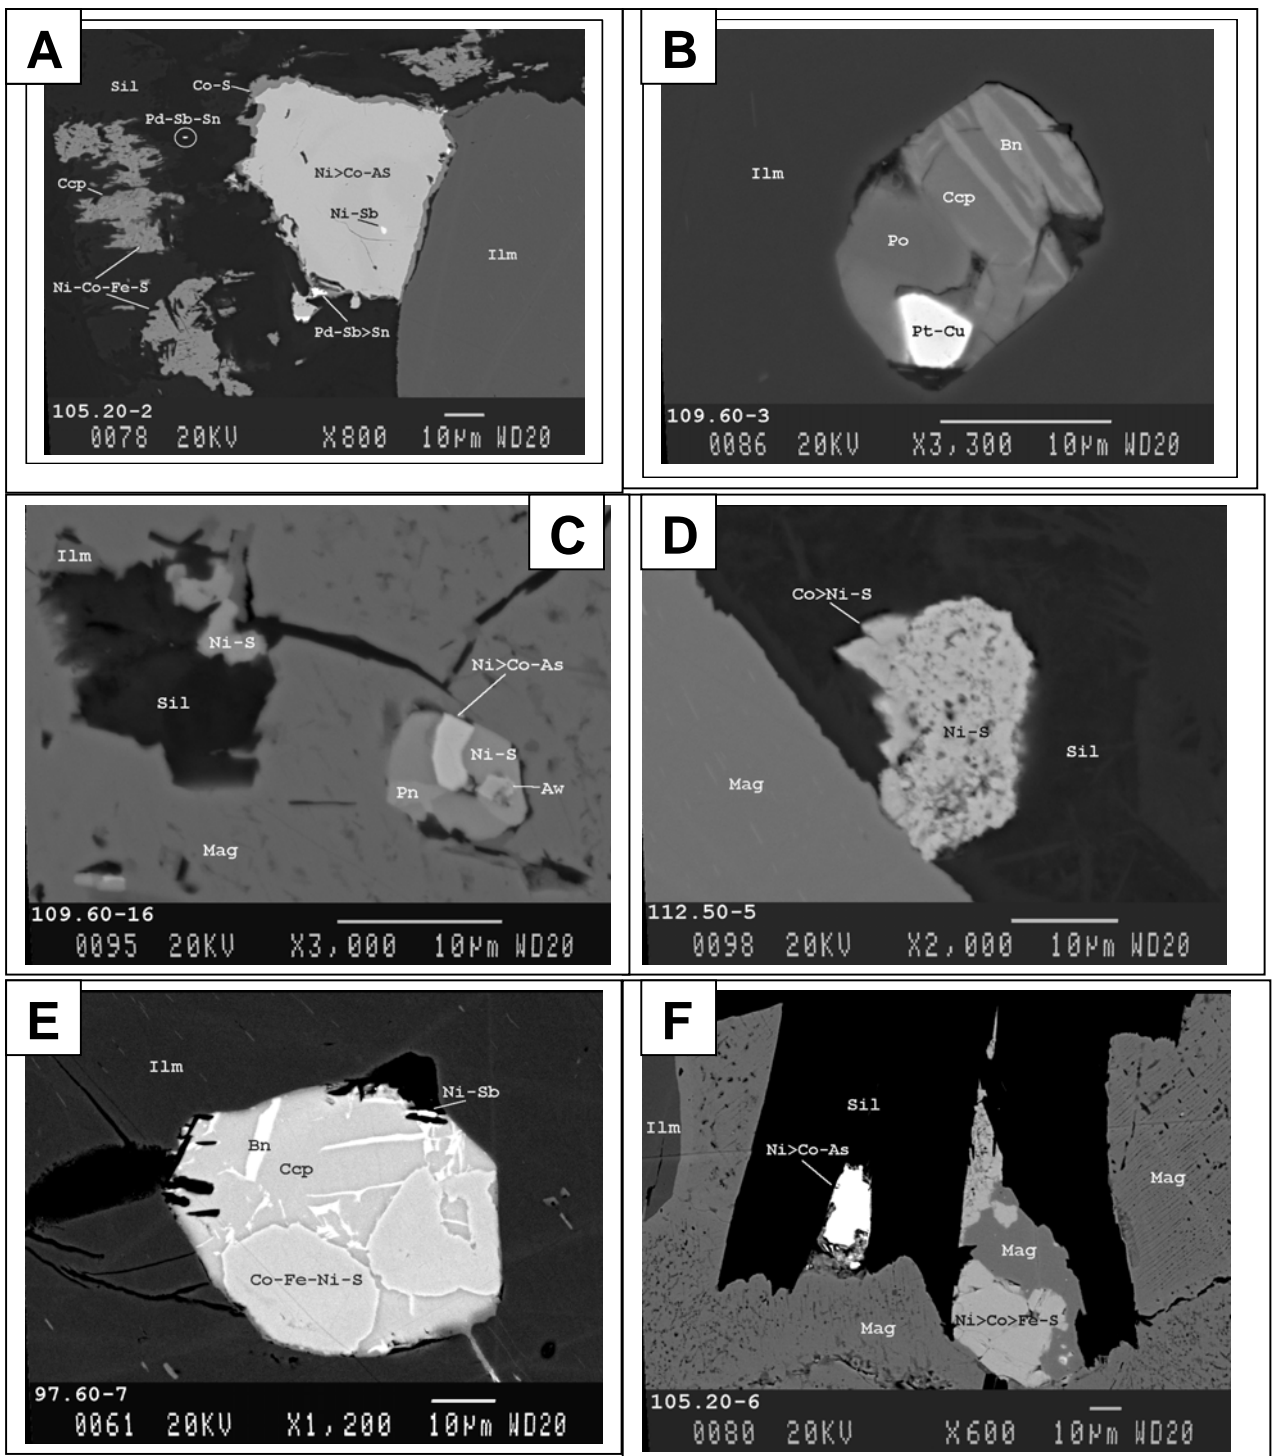 A
Sil
Co-S
Pd-Sb-Sn
Ni>Co-AS
Ccp
Ni-Sb
Ilm
Ni-Co-Fe-S
Pd-Sb>Sn
105.20-2
0078 20KV X800 10µm WD20
B
Bn
Ilm
Ccp
Po
Pt-Cu
109.60-3
0086 20KV X3,300 10µm WD20
C
Ilm
Ni-S
Ni>Co-As
Sil
Ni-S
Pn
Aw
Mag
109.60-16
0095 20KV X3,000 10µm WD20
D
Co>Ni-S
Ni-S
Sil
Mag
112.50-5
0098 20KV X2,000 10µm WD20
E
Ilm
Ni-Sb
Bn
Ccp
Co-Fe-Ni-S
97.60-7
0061 20KV X1,200 10µm WD20
F
Sil
Ilm
Ni>Co-As
Mag
Mag
Ni>Co>Fe-S
Mag
105.20-6
0080 20KV X600 10µm WD20